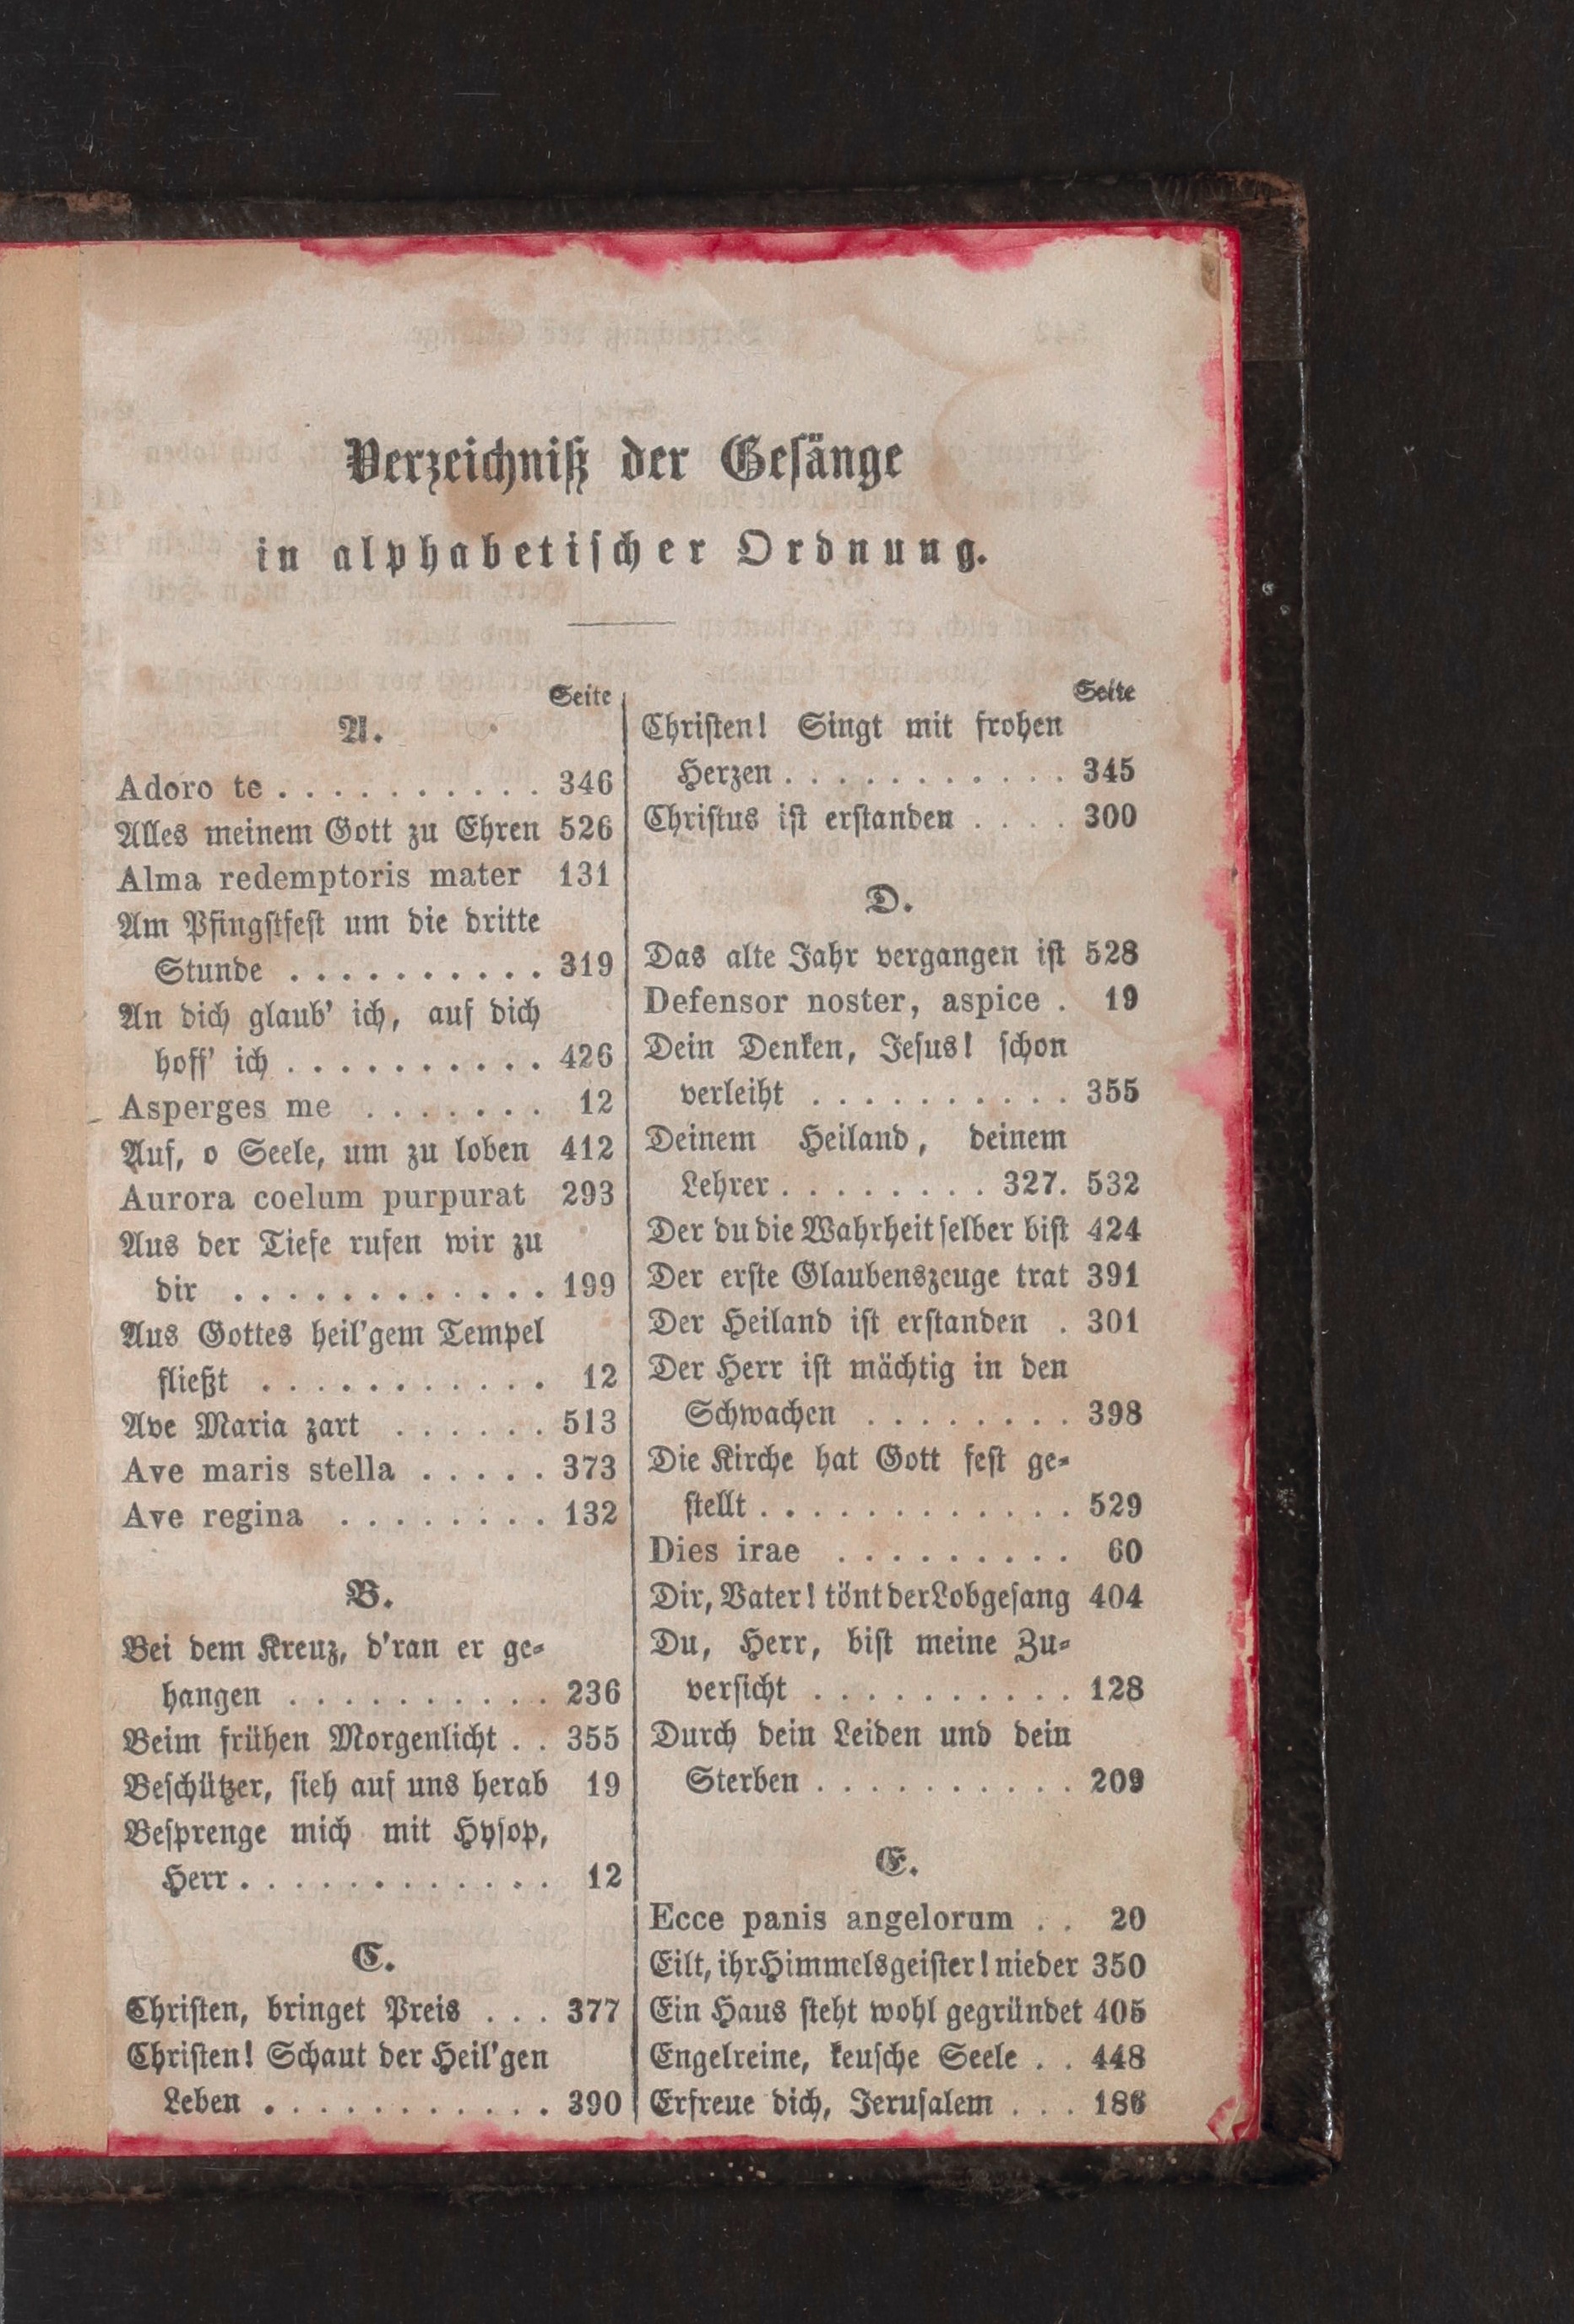 Verzeichniß der Gesänge
in alphabetischer Ordnung.
Seite
A.
Adoro te . . . . . . . . . . 346
Alles meinem Gott zu Ehren 526
Alma redemptoris mater 131
Am Pfingstfest um die dritte
Stunde . . . . . . . . . . 319
An dich glaub' ich, auf dich
hoff' ich . . . . . . . . . . 426
Asperges me . . . . . . . 12
Auf, o Seele, um zu loben 412
Aurora coelum purpurat 293
Aus der Tiefe rufen wir zu
dir . . . . . . . . . . . . 199
Aus Gottes heil'gem Tempel
fließt . . . . . . . . . . . 12
Ave Maria zart . . . . . . 513
Ave maris stella . . . . . 373
Ave regina . . . . . . . . 132
B.
Bei dem Kreuz, d'ran er ge-
hangen . . . . . . . . . . 236
Beim frühen Morgenlicht . . 355
Beschützer, sieh auf uns herab 19
Besprenge mich mit Hysop,
Herr . . . . . . . . . . . . 12
C.
Christen, bringet Preis . . . 377
Christen! Schaut der Heil'gen
Leben . . . . . . . . . . . 390
Seite
Christen! Singt mit frohen
Herzen . . . . . . . . . . . 345
Christus ist erstanden . . . . 300
D.
Das alte Jahr vergangen ist 528
Defensor noster, aspice . 19
Dein Denken, Jesus! schon
verleiht . . . . . . . . . . 355
Deinem Heiland, deinem
Lehrer . . . . . . . . 327. 532
Der du die Wahrheit selber bist 424
Der erste Glaubenszeuge trat 391
Der Heiland ist erstanden . 301
Der Herr ist mächtig in den
Schwachen . . . . . . . . 398
Die Kirche hat Gott fest ge-
stellt . . . . . . . . . . . . 529
Dies irae . . . . . . . . . 60
Dir, Vater! tönt der Lobgesang 404
Du, Herr, bist meine Zu-
versicht . . . . . . . . . . 128
Durch dein Leiden und dein
Sterben . . . . . . . . . . 209
E.
Ecce panis angelorum . . 20
Eilt, ihr Himmelsgeister! nieder 350
Ein Haus steht wohl gegründet 405
Engelreine, keusche Seele . . 448
Erfreue dich, Jerusalem . . . 186